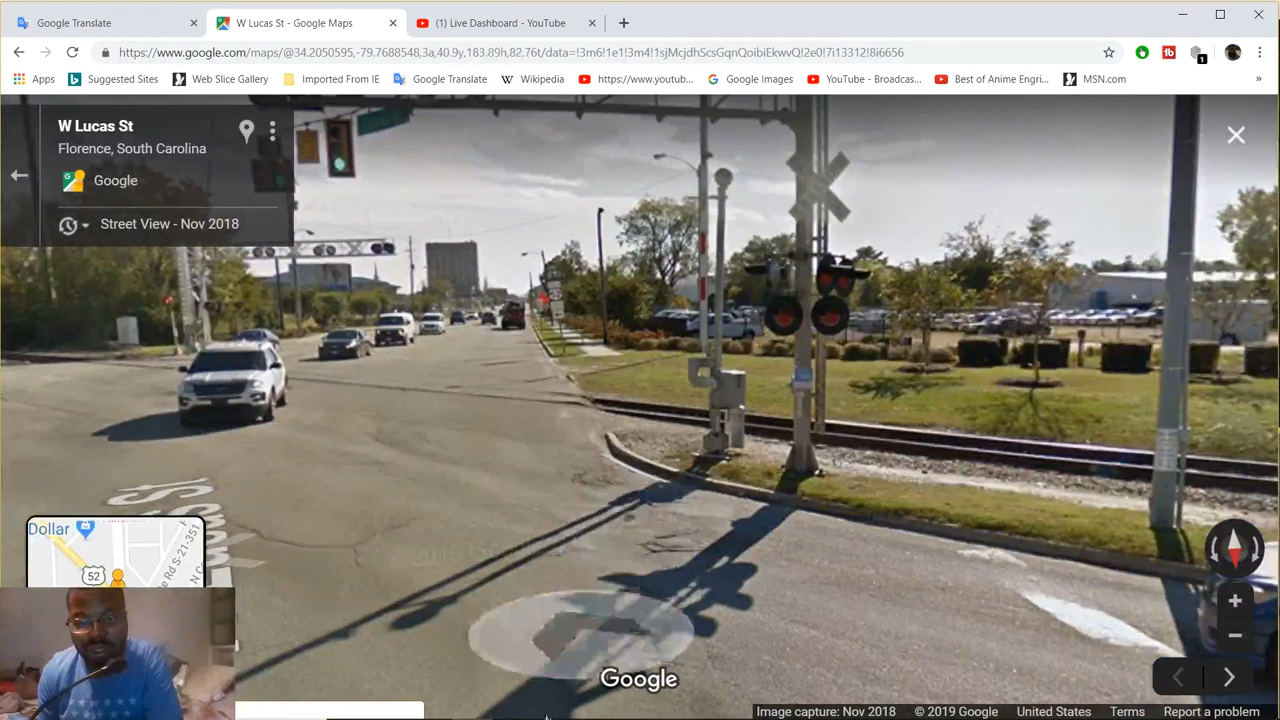 Google Translate
W Lucas St - Google Maps
(1) Live Dashboard - YouTube
https://www.google.com/maps/@34.2050595,-79.7688548,3a,40.9y,183.89h,82.76t/data=!3m6!1e1!3m4!1sjMcjdhScsGqnQoibiEkwvQ!2e0!7i13312!8i6656
Apps
Suggested Sites
Web Slice Gallery
Imported From IE
Google Translate
Wikipedia
https://www.youtub...
Google Images
YouTube - Broadcas...
Best of Anime Engri...
MSN.com
»
W Lucas St
Florence, South Carolina
Google
Street View - Nov 2018
Dollar
52
Rd S-21-351
Google
Image capture: Nov 2018
© 2019 Google
United States
Terms
Report a problem